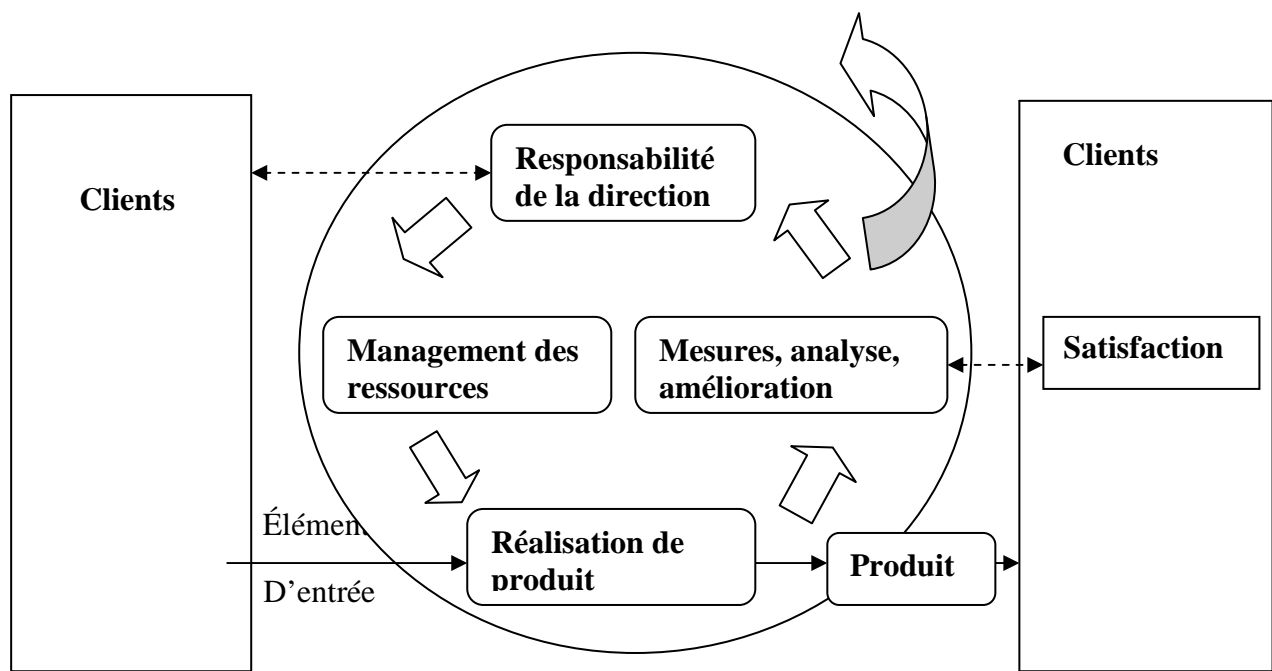 Clients
Responsabilité
de la direction
Clients
Management des
ressources
Mesures, analyse,
amélioration
Satisfaction
Élémen
D’entrée
Réalisation de
produit
Produit